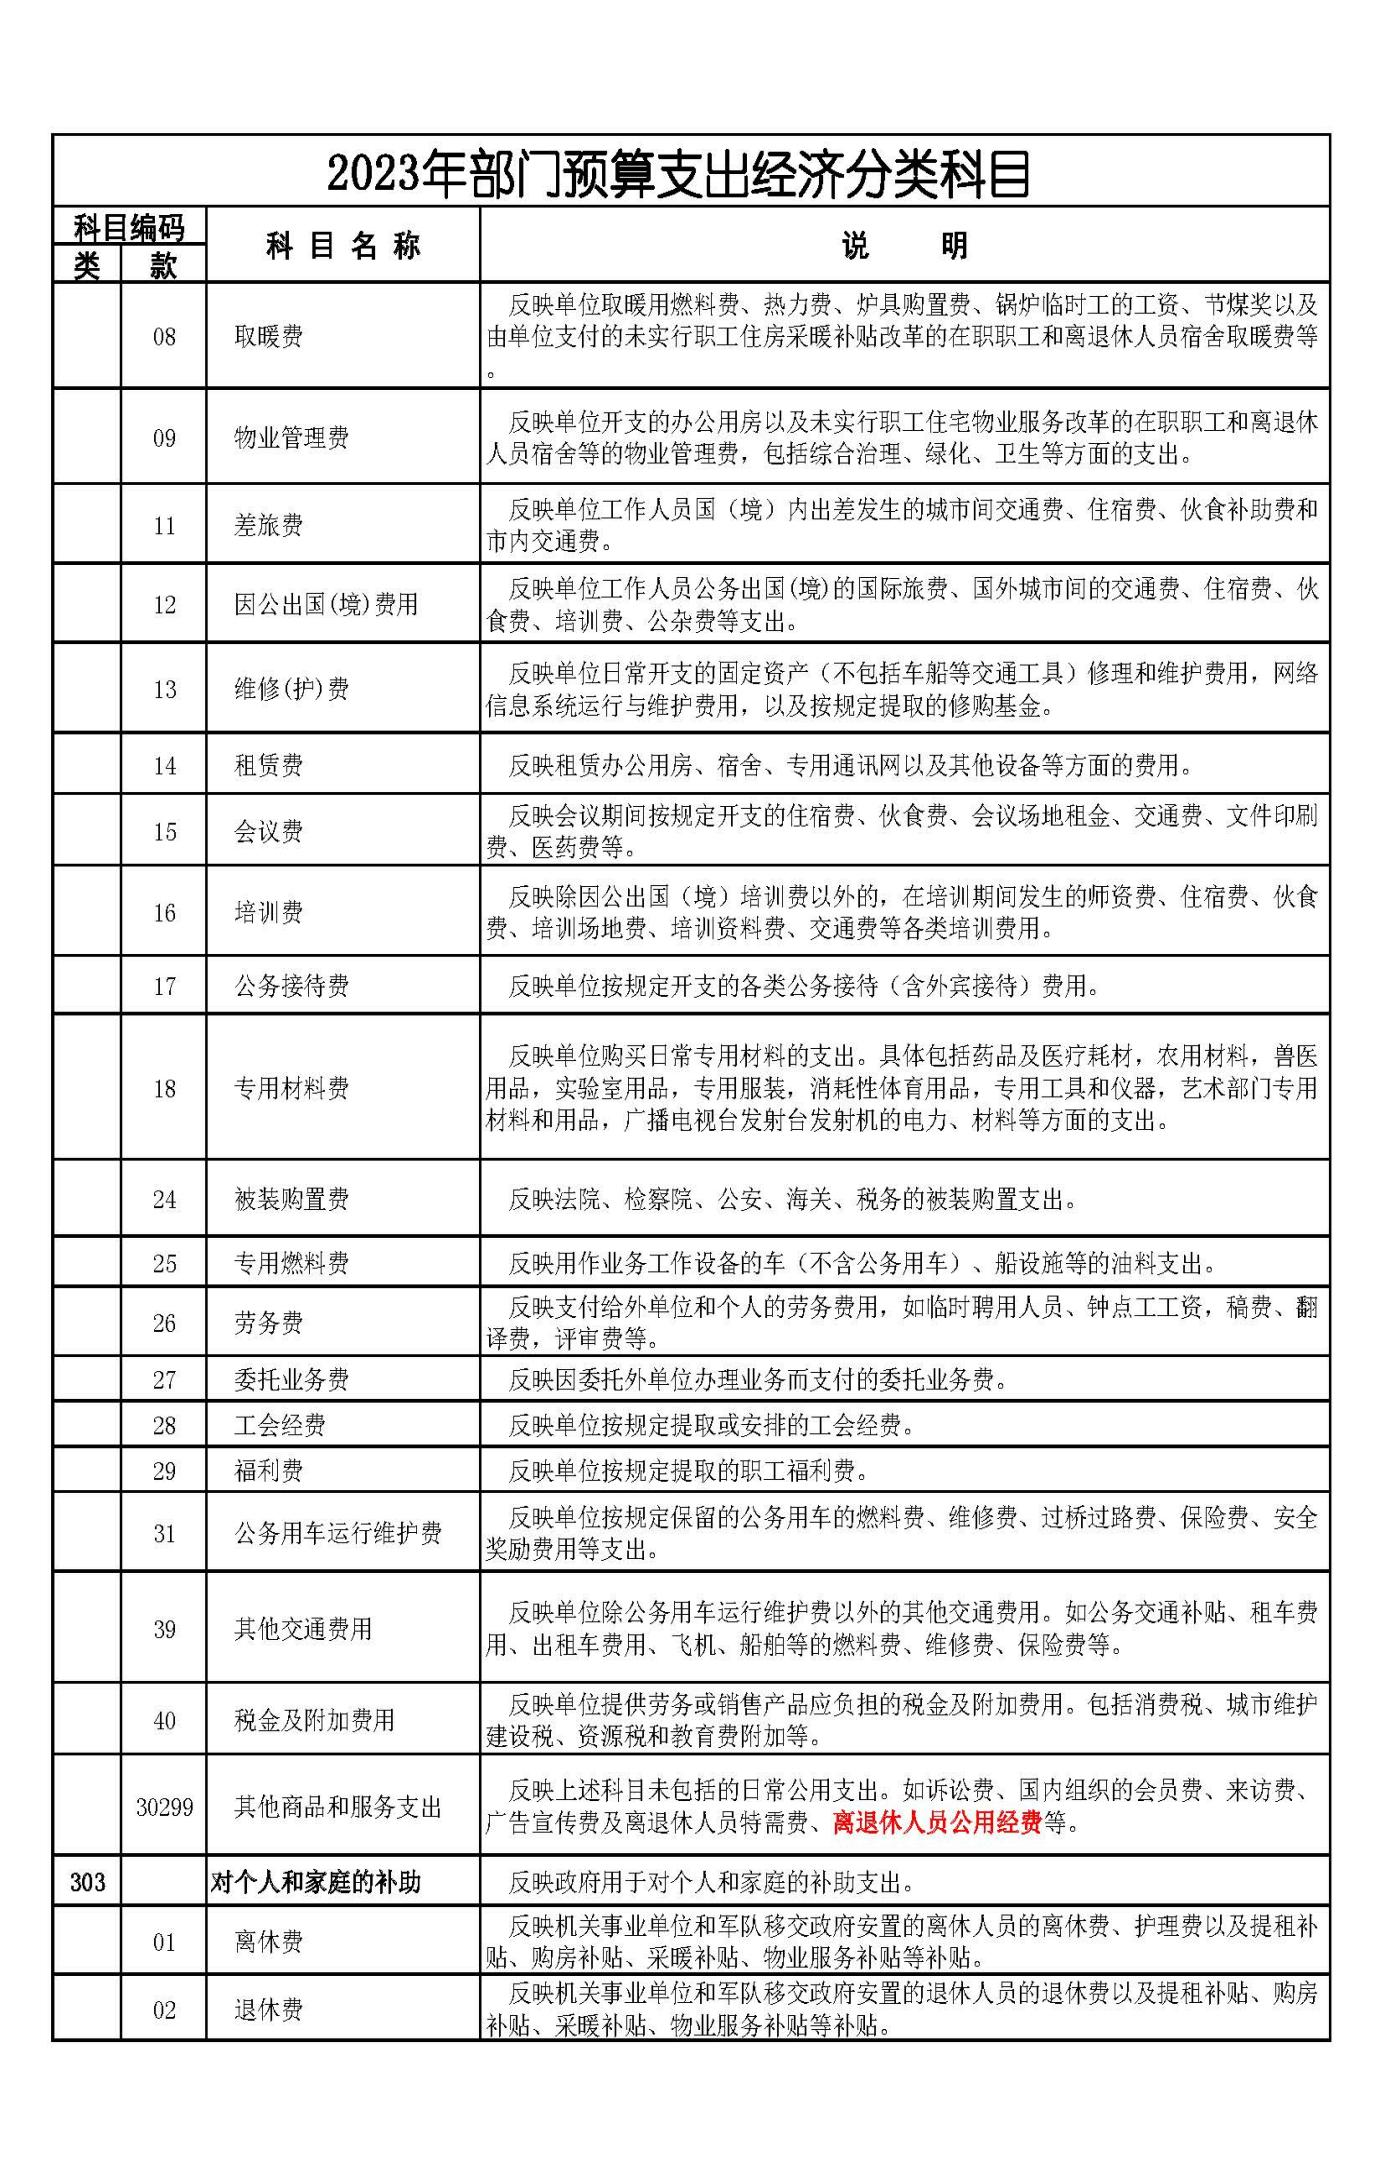 2023年部门预算支出经济分类科目
科目编码
科 目 名 称
说 明
类
款
08
取暖费
反映单位取暖用燃料费、热力费、炉具购置费、锅炉临时工的工资、节煤奖以及
由单位支付的未实行职工住房采暖补贴改革的在职职工和离退休人员宿舍取暖费等
。
09
物业管理费
反映单位开支的办公用房以及未实行职工住宅物业服务改革的在职职工和离退休
人员宿舍等的物业管理费，包括综合治理、绿化、卫生等方面的支出。
11
差旅费
反映单位工作人员国（境）内出差发生的城市间交通费、住宿费、伙食补助费和
市内交通费。
12
因公出国(境)费用
反映单位工作人员公务出国(境)的国际旅费、国外城市间的交通费、住宿费、伙
食费、培训费、公杂费等支出。
13
维修(护)费
反映单位日常开支的固定资产（不包括车船等交通工具）修理和维护费用，网络
信息系统运行与维护费用，以及按规定提取的修购基金。
14
租赁费
反映租赁办公用房、宿舍、专用通讯网以及其他设备等方面的费用。
15
会议费
反映会议期间按规定开支的住宿费、伙食费、会议场地租金、交通费、文件印刷
费、医药费等。
16
培训费
反映除因公出国（境）培训费以外的，在培训期间发生的师资费、住宿费、伙食
费、培训场地费、培训资料费、交通费等各类培训费用。
17
公务接待费
反映单位按规定开支的各类公务接待（含外宾接待）费用。
18
专用材料费
反映单位购买日常专用材料的支出。具体包括药品及医疗耗材，农用材料，兽医
用品，实验室用品，专用服装，消耗性体育用品，专用工具和仪器，艺术部门专用
材料和用品，广播电视台发射台发射机的电力、材料等方面的支出。
24
被装购置费
反映法院、检察院、公安、海关、税务的被装购置支出。
25
专用燃料费
反映用作业务工作设备的车（不含公务用车）、船设施等的油料支出。
26
劳务费
反映支付给外单位和个人的劳务费用，如临时聘用人员、钟点工工资，稿费、翻
译费，评审费等。
27
委托业务费
反映因委托外单位办理业务而支付的委托业务费。
28
工会经费
反映单位按规定提取或安排的工会经费。
29
福利费
反映单位按规定提取的职工福利费。
31
公务用车运行维护费
反映单位按规定保留的公务用车的燃料费、维修费、过桥过路费、保险费、安全
奖励费用等支出。
39
其他交通费用
反映单位除公务用车运行维护费以外的其他交通费用。如公务交通补贴、租车费
用、出租车费用、飞机、船舶等的燃料费、维修费、保险费等。
40
税金及附加费用
反映单位提供劳务或销售产品应负担的税金及附加费用。包括消费税、城市维护
建设税、资源税和教育费附加等。
30299
其他商品和服务支出
反映上述科目未包括的日常公用支出。如诉讼费、国内组织的会员费、来访费、
广告宣传费及离退休人员特需费、离退休人员公用经费等。
303
对个人和家庭的补助
反映政府用于对个人和家庭的补助支出。
01
离休费
反映机关事业单位和军队移交政府安置的离休人员的离休费、护理费以及提租补
贴、购房补贴、采暖补贴、物业服务补贴等补贴。
02
退休费
反映机关事业单位和军队移交政府安置的退休人员的退休费以及提租补贴、购房
补贴、采暖补贴、物业服务补贴等补贴。